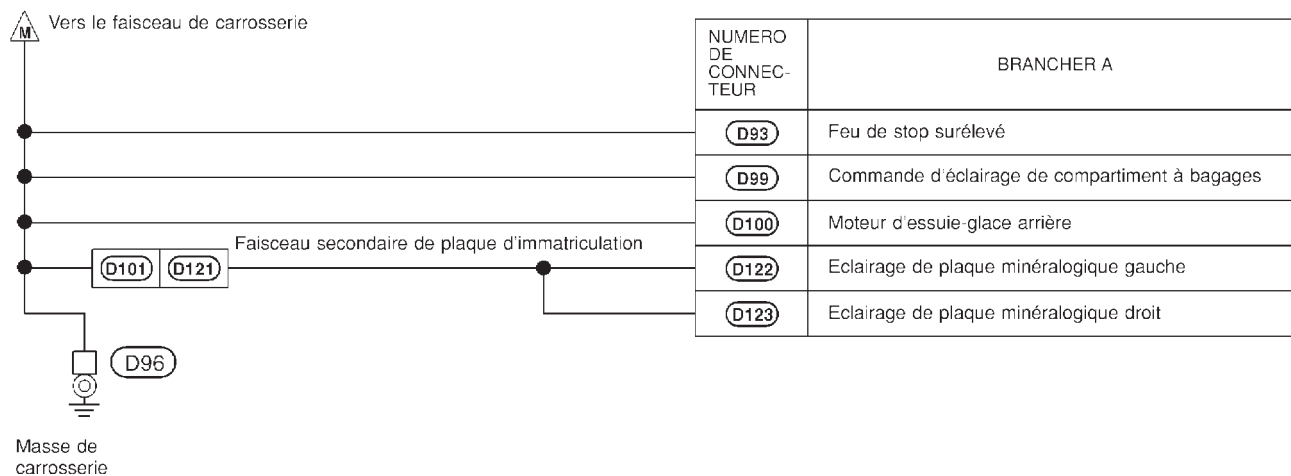 M
Vers le faisceau de carrosserie
NUMERO
DE
CONNEC-
TEUR
BRANCHER A
D93
Feu de stop surélevé
D99
Commande d'éclairage de compartiment à bagages
D100
Moteur d'essuie-glace arrière
Faisceau secondaire de plaque d'immatriculation
D101
D121
D122
Eclairage de plaque minéralogique gauche
D123
Eclairage de plaque minéralogique droit
D96
Masse de
carrosserie